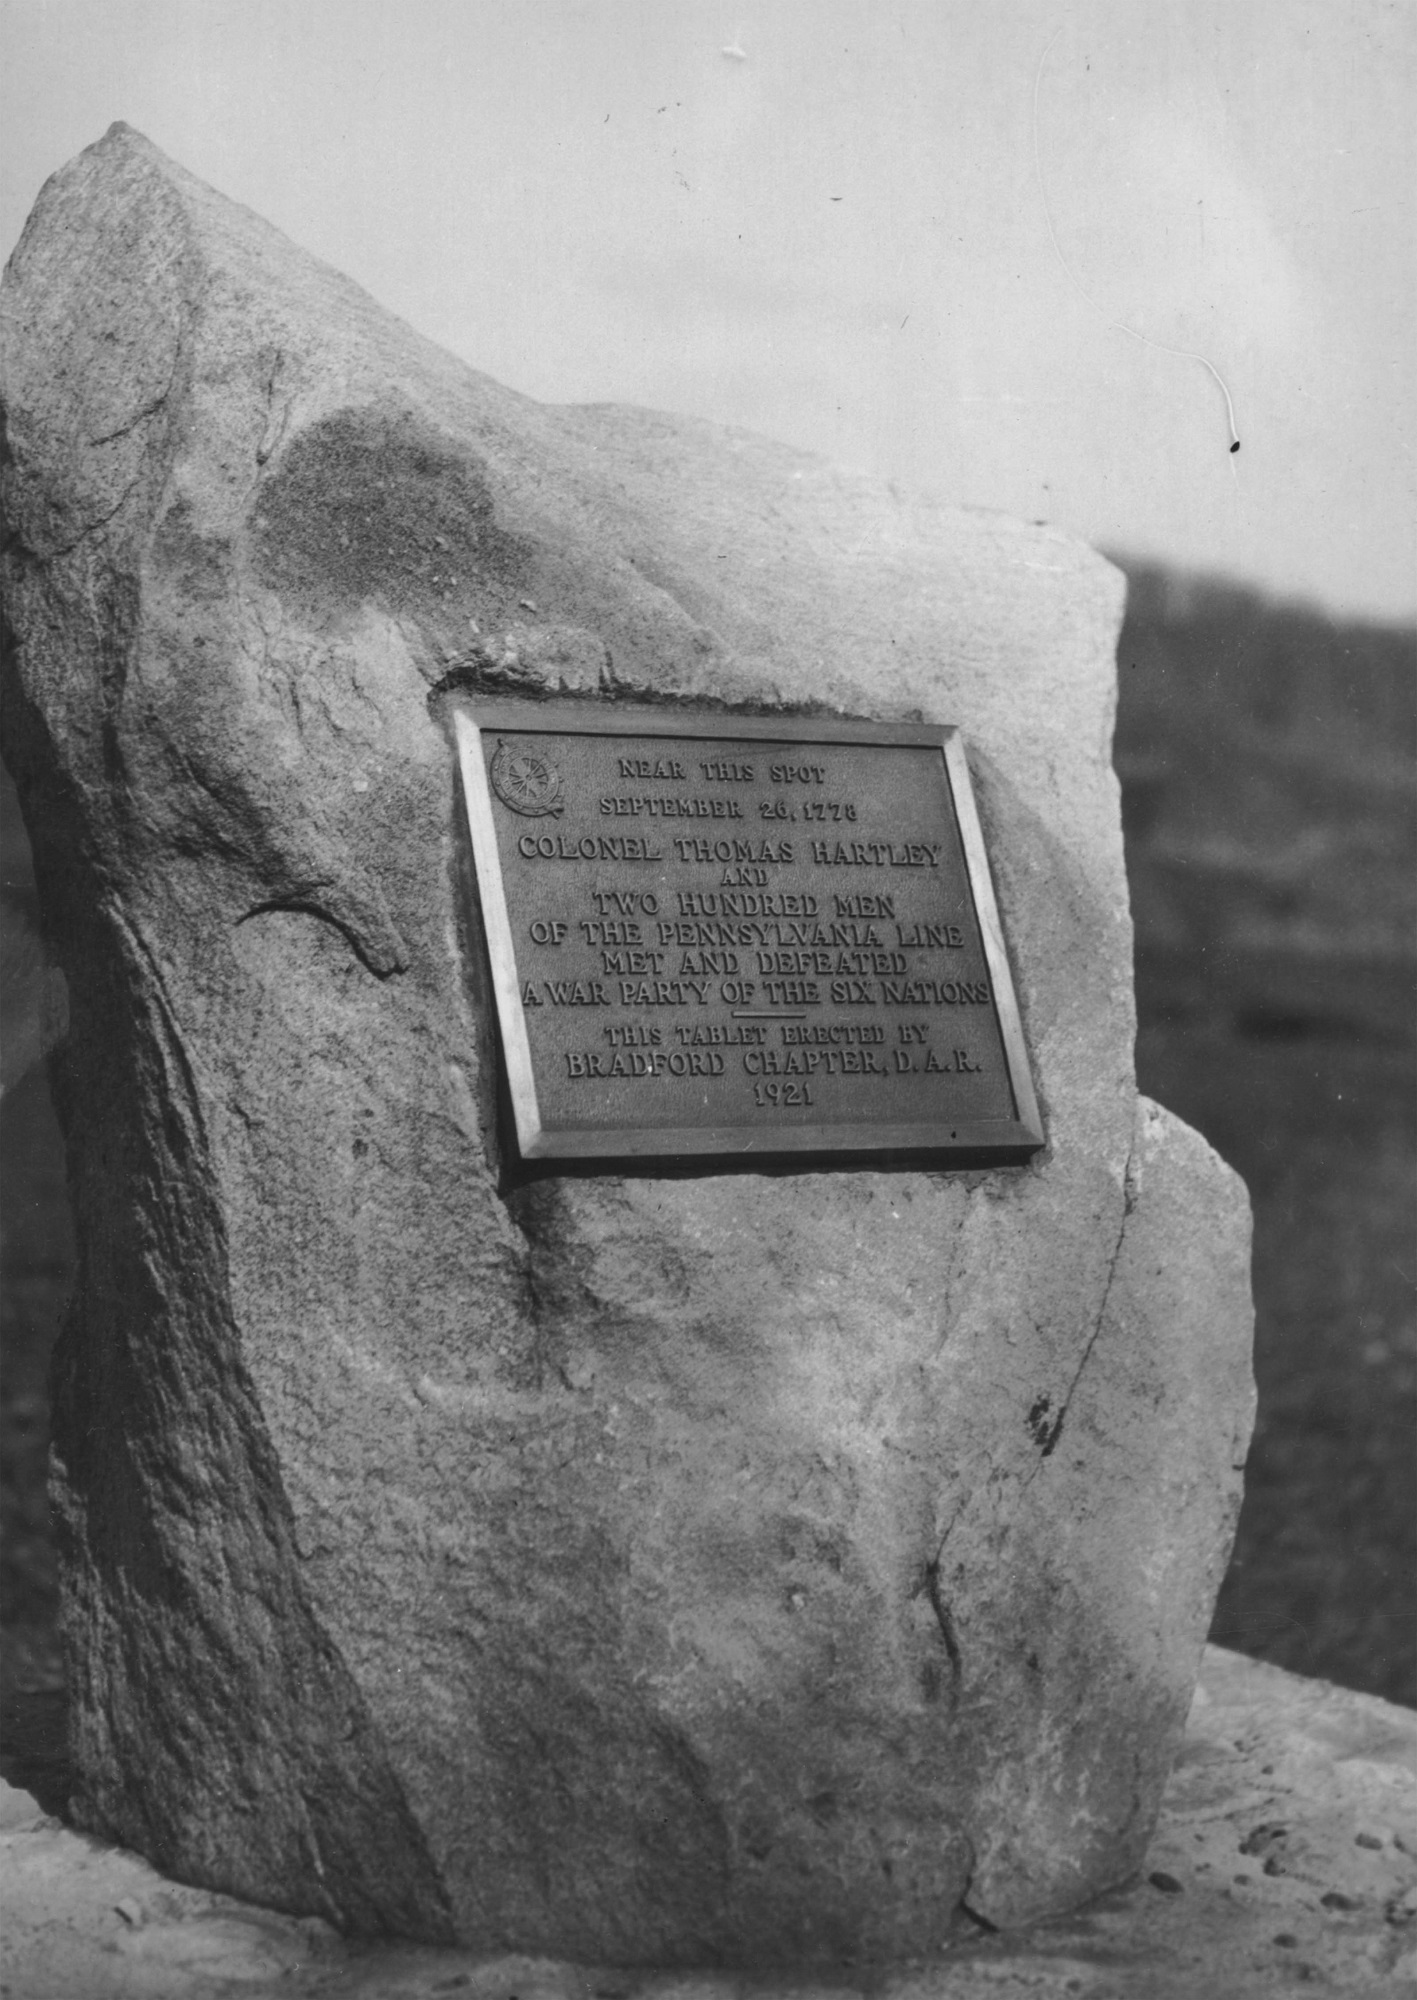 NEAR THIS SPOT
SEPTEMBER 26, 1778
COLONEL THOMAS HARTLEY
AND
TWO HUNDRED MEN
OF THE PENNSYLVANIA LINE
MET AND DEFEATED
A WAR PARTY OF THE SIX NATIONS
THIS TABLET ERECTED BY
BRADFORD CHAPTER, D.A.R.
1921